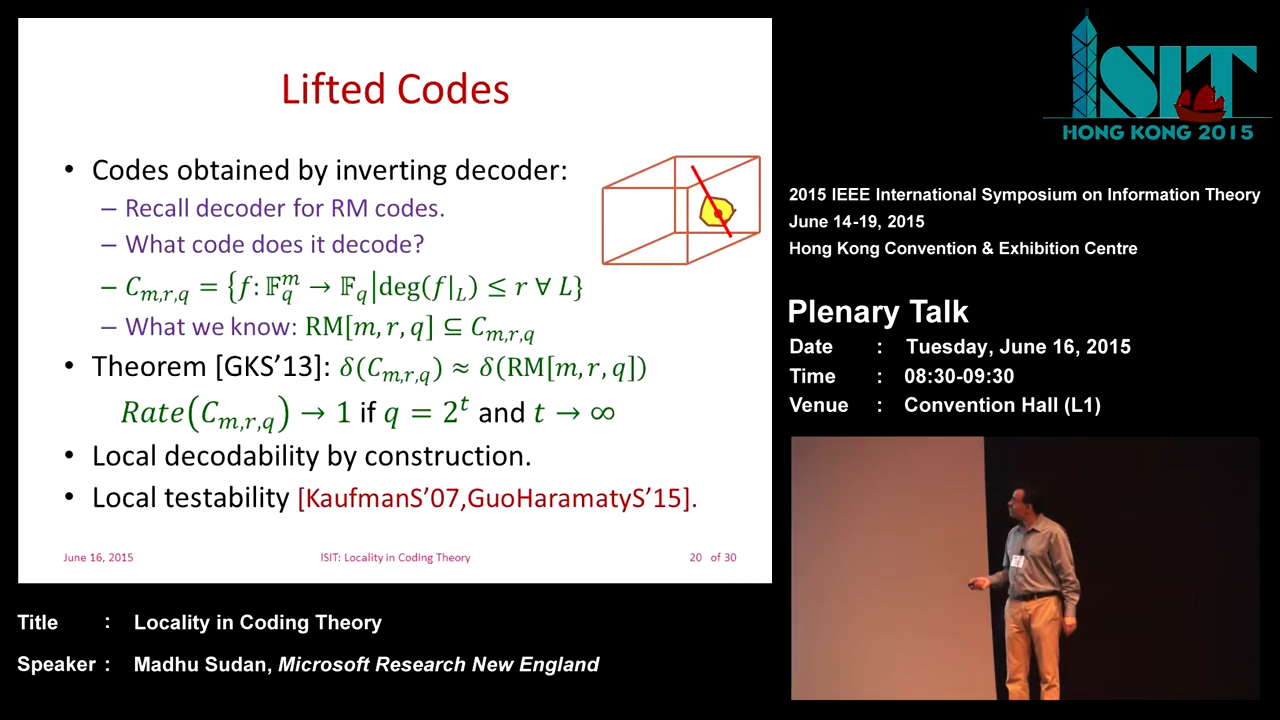 Lifted Codes
• Codes obtained by inverting decoder:
– Recall decoder for RM codes.
– What code does it decode?
– C_{m,r,q} = {f: 𝔽_q^m → 𝔽_q | deg(f|_L) ≤ r ∀ L}
– What we know: RM[m, r, q] ⊆ C_{m,r,q}
• Theorem [GKS’13]: δ(C_{m,r,q}) ≈ δ(RM[m, r, q])
Rate(C_{m,r,q}) → 1 if q = 2^t and t → ∞
• Local decodability by construction.
• Local testability [KaufmanS’07,GuoHaramatyS’15].
June 16, 2015 ISIT: Locality in Coding Theory 20 of 30
Title : Locality in Coding Theory
Speaker : Madhu Sudan, Microsoft Research New England
ISIT
HONG KONG 2015
2015 IEEE International Symposium on Information Theory
June 14-19, 2015
Hong Kong Convention & Exhibition Centre
Plenary Talk
Date : Tuesday, June 16, 2015
Time : 08:30-09:30
Venue : Convention Hall (L1)